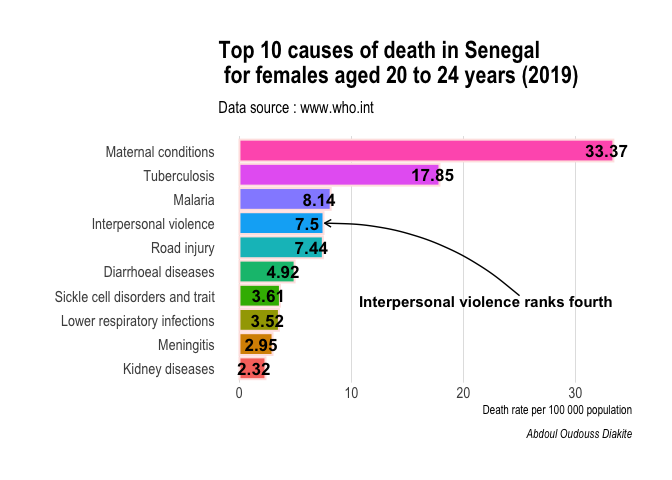 Top 10 causes of death in Senegal
for females aged 20 to 24 years (2019)
Data source : www.who.int
Maternal conditions 33.37
Tuberculosis 17.85
Malaria 8.14
Interpersonal violence 7.5
Road injury 7.44
Diarrhoeal diseases 4.92
Sickle cell disorders and trait 3.61
Interpersonal violence ranks fourth
Lower respiratory infections 3.52
Meningitis 2.95
Kidney diseases 2.32
0 10 20 30
Death rate per 100 000 population
Abdoul Oudouss Diakite